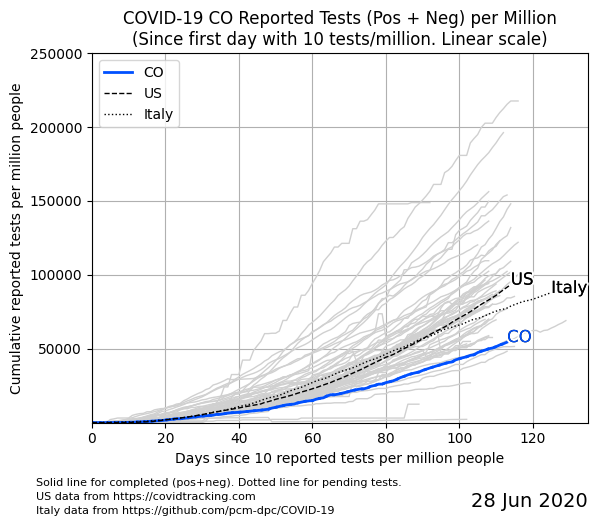 COVID-19 CO Reported Tests (Pos + Neg) per Million
(Since first day with 10 tests/million. Linear scale)
Cumulative reported tests per million people
250000
200000
150000
100000
50000
CO
US
Italy
US
Italy
CO
0
20
40
60
80
100
120
Days since 10 reported tests per million people
Solid line for completed (pos+neg). Dotted line for pending tests.
US data from https://covidtracking.com
Italy data from https://github.com/pcm-dpc/COVID-19
28 Jun 2020